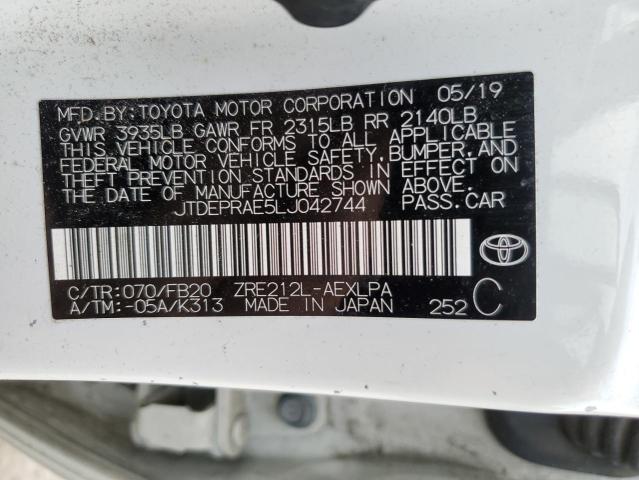 MFD. BY: TOYOTA MOTOR CORPORATION 05/19
GVWR 3935LB GAWR FR 2315LB RR 2140LB
THIS VEHICLE CONFORMS TO ALL APPLICABLE
FEDERAL MOTOR VEHICLE SAFETY, BUMPER, AND
THEFT PREVENTION STANDARDS IN EFFECT ON
THE DATE OF MANUFACTURE SHOWN ABOVE.
JTDEPRAE5LJ042744 PASS. CAR
C/TR: 070/FB20 ZRE212L-AEXLPA
A/TM: -05A/K313 MADE IN JAPAN 252 C